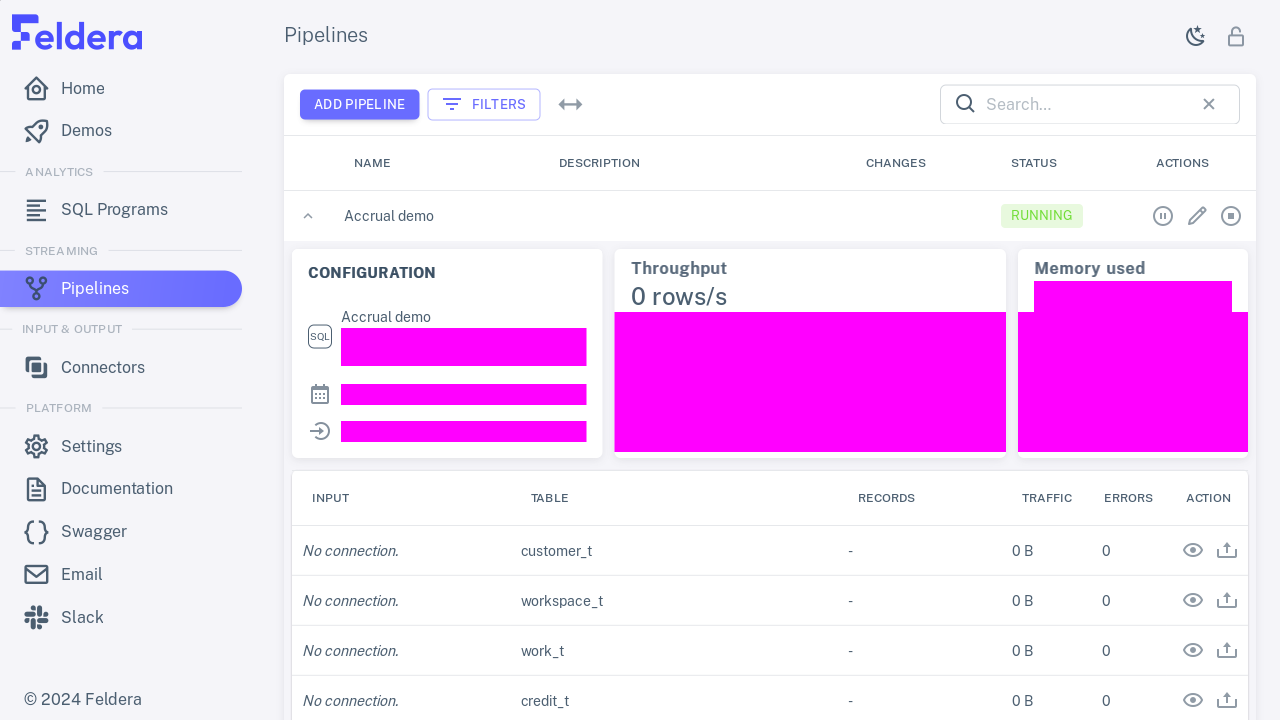 Feldera
Home
Demos
ANALYTICS
SQL Programs
STREAMING
Pipelines
INPUT & OUTPUT
Connectors
PLATFORM
Settings
Documentation
Swagger
Email
Slack
© 2024 Feldera
Pipelines
ADD PIPELINE FILTERS Search...
NAME DESCRIPTION CHANGES STATUS ACTIONS
Accrual demo RUNNING
CONFIGURATION
Accrual demo
SQL
Throughput
0 rows/s
Memory used
INPUT TABLE RECORDS TRAFFIC ERRORS ACTION
No connection. customer_t - 0 B 0
No connection. workspace_t - 0 B 0
No connection. work_t - 0 B 0
No connection. credit_t - 0 B 0